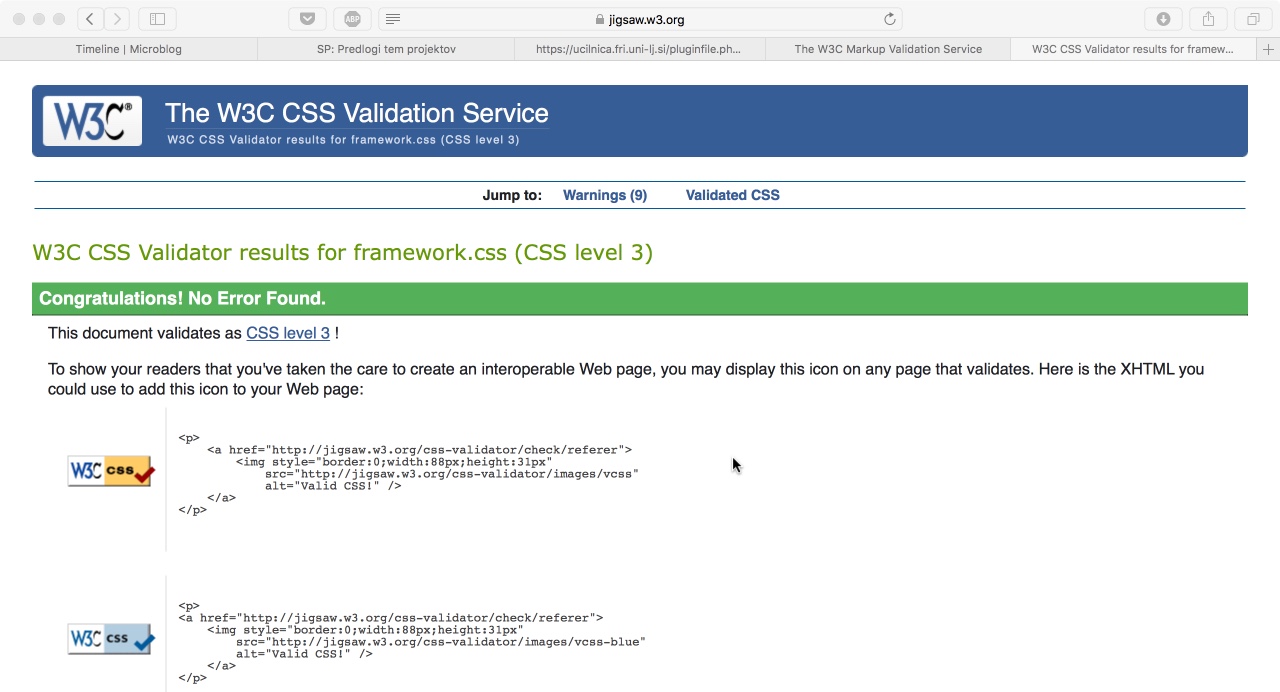 ABP
jigsaw.w3.org
Timeline | Microblog
SP: Predlogi tem projektov
https://ucilnica.fri.uni-lj.si/pluginfile.ph...
The W3C Markup Validation Service
W3C CSS Validator results for framew...
W3C®
The W3C CSS Validation Service
W3C CSS Validator results for framework.css (CSS level 3)
Jump to: Warnings (9) Validated CSS
W3C CSS Validator results for framework.css (CSS level 3)
Congratulations! No Error Found.
This document validates as CSS level 3 !
To show your readers that you've taken the care to create an interoperable Web page, you may display this icon on any page that validates. Here is the XHTML you
could use to add this icon to your Web page:
W3C css
<p>
<a href="http://jigsaw.w3.org/css-validator/check/referer">
<img style="border:0;width:88px;height:31px"
src="http://jigsaw.w3.org/css-validator/images/vcss"
alt="Valid CSS!" />
</a>
</p>
W3C css
<p>
<a href="http://jigsaw.w3.org/css-validator/check/referer">
<img style="border:0;width:88px;height:31px"
src="http://jigsaw.w3.org/css-validator/images/vcss-blue"
alt="Valid CSS!" />
</a>
</p>